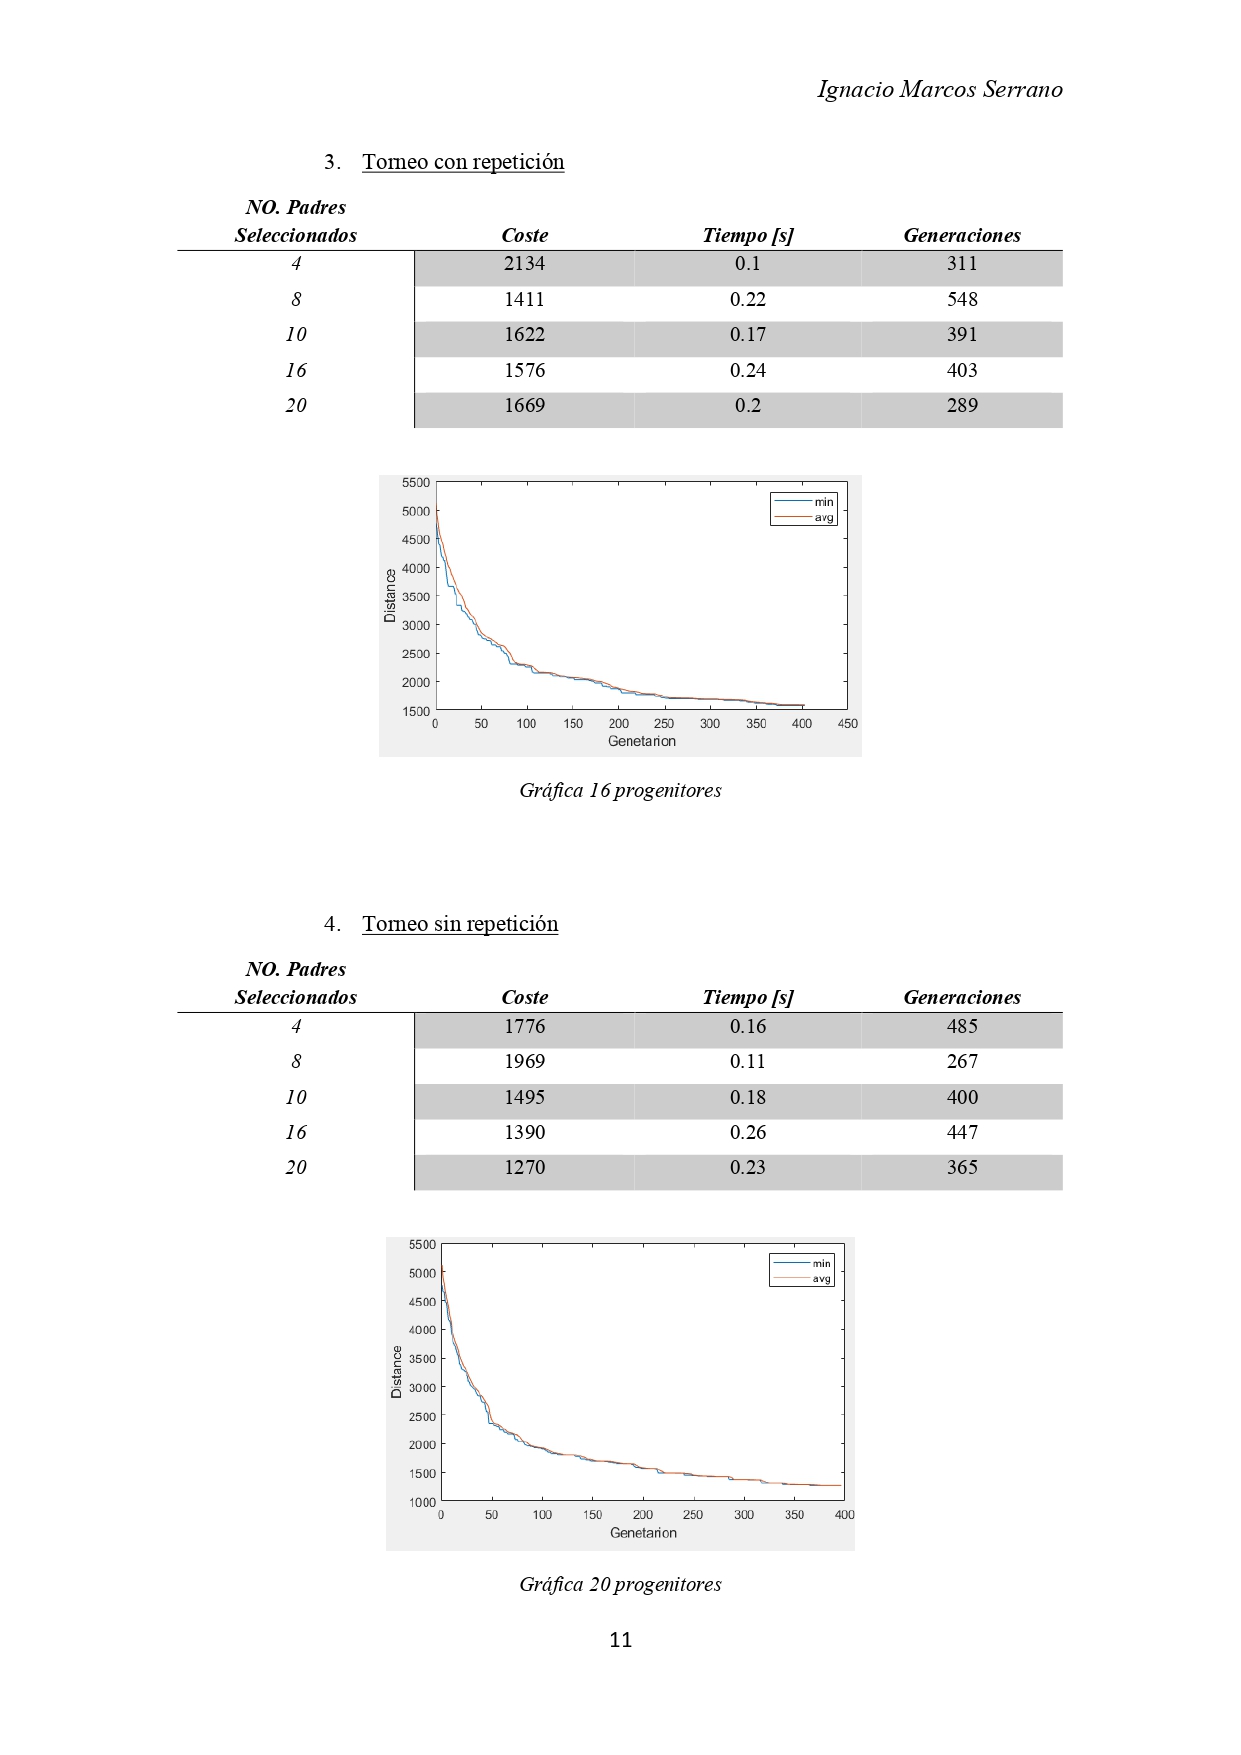 Ignacio Marcos Serrano
3. Torneo con repetición
NO. Padres
Seleccionados Coste Tiempo [s] Generaciones
4 2134 0.1 311
8 1411 0.22 548
10 1622 0.17 391
16 1576 0.24 403
20 1669 0.2 289
5500
5000
4500
4000
3500
3000
2500
2000
1500
Distance
min
avg
0 50 100 150 200 250 300 350 400 450
Genetarion
Gráfica 16 progenitores
4. Torneo sin repetición
NO. Padres
Seleccionados Coste Tiempo [s] Generaciones
4 1776 0.16 485
8 1969 0.11 267
10 1495 0.18 400
16 1390 0.26 447
20 1270 0.23 365
5500
5000
4500
4000
3500
3000
2500
2000
1500
1000
Distance
min
avg
0 50 100 150 200 250 300 350 400
Genetarion
Gráfica 20 progenitores
11